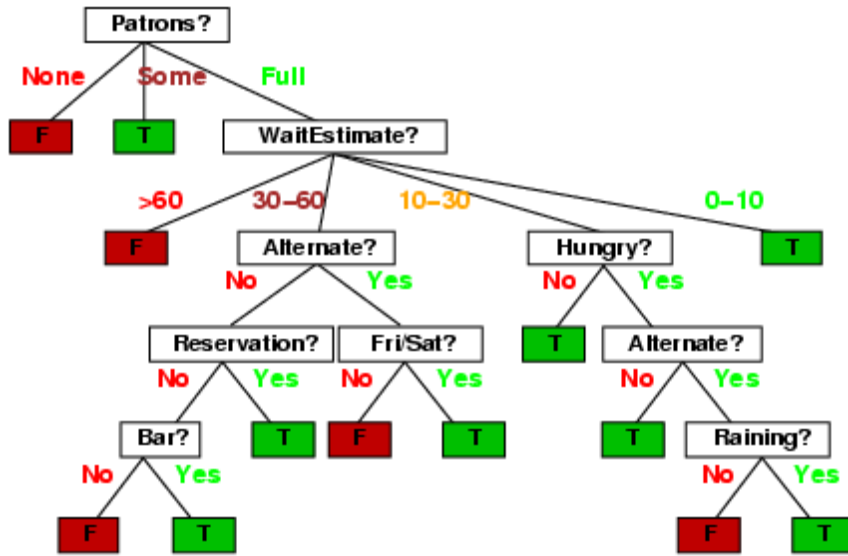 Patrons?
None Some Full
F T WaitEstimate?
>60 30–60 10–30 0–10
F Alternate? Hungry? T
No Yes No Yes
Reservation? Fri/Sat? T Alternate?
No Yes No Yes No Yes
Bar? T F T T Raining?
No Yes No Yes
F T F T